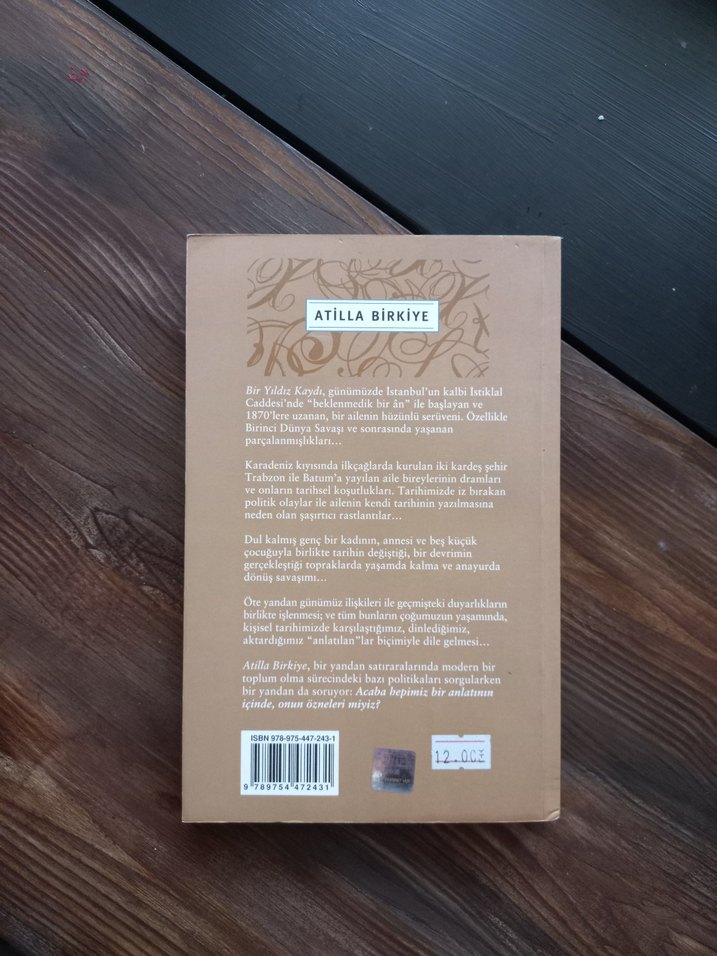 ATİLLA BİRKİYE
Bir Yıldız Kaydı, günümüzde İstanbul'un kalbi İstiklal
Caddesi'nde "beklenmedik bir ân" ile başlayan ve
1870'lere uzanan, bir ailenin hüzünlü serüveni. Özellikle
Birinci Dünya Savaşı ve sonrasında yaşanan
parçalanmışlıkları...
Karadeniz kıyısında ilkçağlarda kurulan iki kardeş şehir
Trabzon ile Batum'a yayılan aile bireylerinin dramları
ve onların tarihsel koşutlukları. Tarihimizde iz bırakan
politik olaylar ile ailenin kendi tarihinin yazılmasına
neden olan şaşırtıcı rastlantılar...
Dul kalmış genç bir kadının, annesi ve beş küçük
çocuğuyla birlikte tarihin değiştiği, bir devrimin
gerçekleştiği topraklarda yaşamda kalma ve anayurda
dönüş savaşımı...
Öte yandan günümüz ilişkileri ile geçmişteki duyarlıkların
birlikte işlenmesi; ve tüm bunların çoğumuzun yaşamında,
kişisel tarihimizde karşılaştığımız, dinlediğimiz,
aktardığımız "anlatılan"lar biçimiyle dile gelmesi...
Atilla Birkiye, bir yandan satıraralarında modern bir
toplum olma sürecindeki bazı politikaları sorgularken
bir yandan da soruyor: Acaba hepimiz bir anlatının
içinde, onun özneleri miyiz?
ISBN 978-975-447-243-1
9 789754 472431
12.00